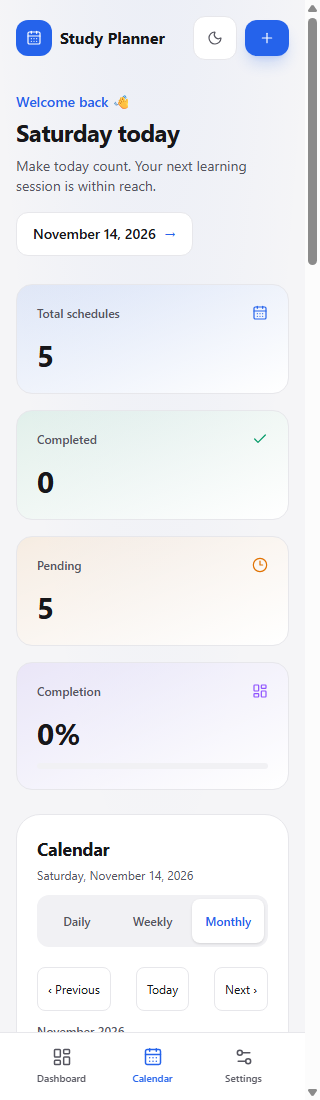 Study Planner
Welcome back 👋
Saturday today
Make today count. Your next learning
session is within reach.
November 14, 2026 →
Total schedules
5
Completed
0
Pending
5
Completion
0%
Calendar
Saturday, November 14, 2026
Daily Weekly Monthly
‹ Previous Today Next ›
November 2026
Dashboard Calendar Settings